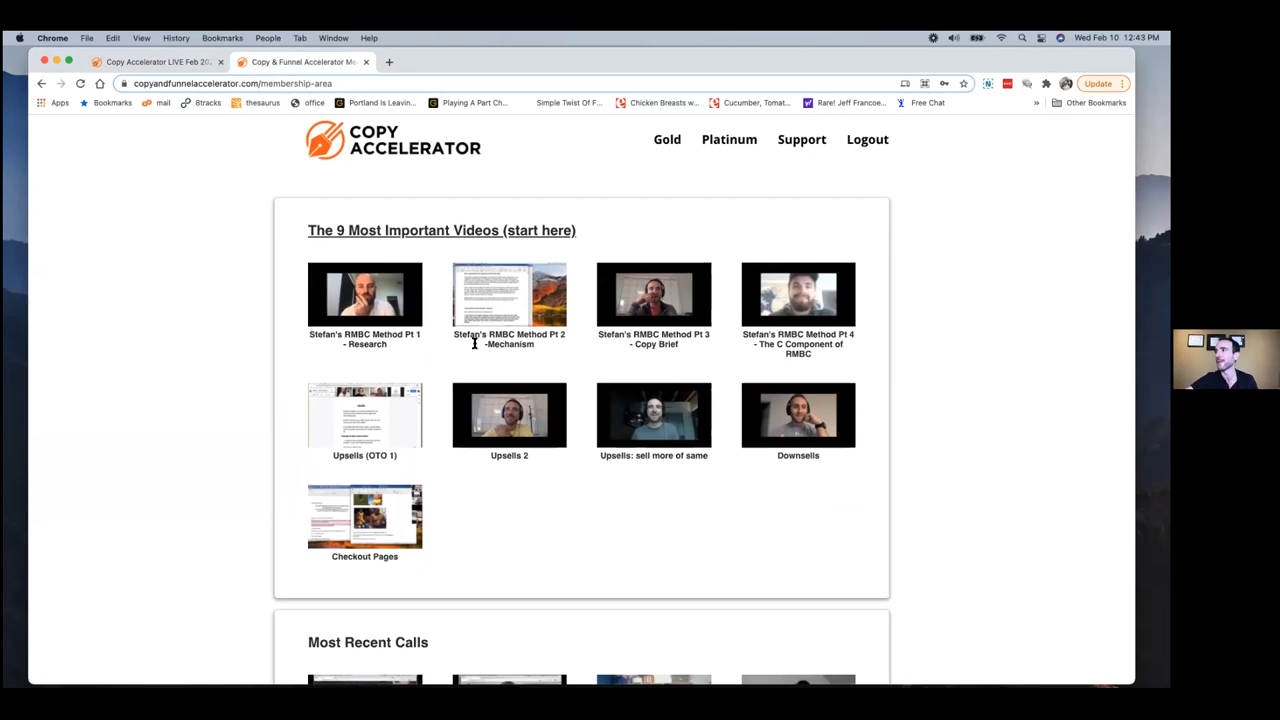 Chrome File Edit View History Bookmarks People Tab Window Help Wed Feb 10 12:43 PM
Copy Accelerator LIVE Feb 202 Copy & Funnel Accelerator Me
copyandfunnelaccelerator.com/membership-area Update
Apps Bookmarks mail 8tracks thesaurus office Portland Is Leavin... Playing A Part Ch... Simple Twist Of F... Chicken Breasts w... Cucumber, Tomat... Rare! Jeff Francoe... Free Chat » Other Bookmarks
COPY
ACCELERATOR
Gold Platinum Support Logout
The 9 Most Important Videos (start here)
Stefan's RMBC Method Pt 1
- Research
Stefan's RMBC Method Pt 2
-Mechanism
Stefan's RMBC Method Pt 3
- Copy Brief
Stefan's RMBC Method Pt 4
- The C Component of
RMBC
Upsells (OTO 1)
Upsells 2
Upsells: sell more of same
Downsells
Checkout Pages
Most Recent Calls